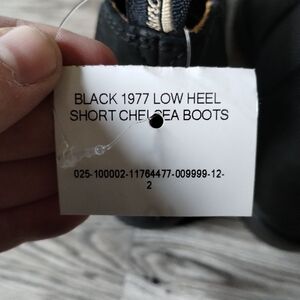 BLACK 1977 LOW HEEL
SHORT CHELSEA BOOTS
025-100002-11764477-009999-12-
2